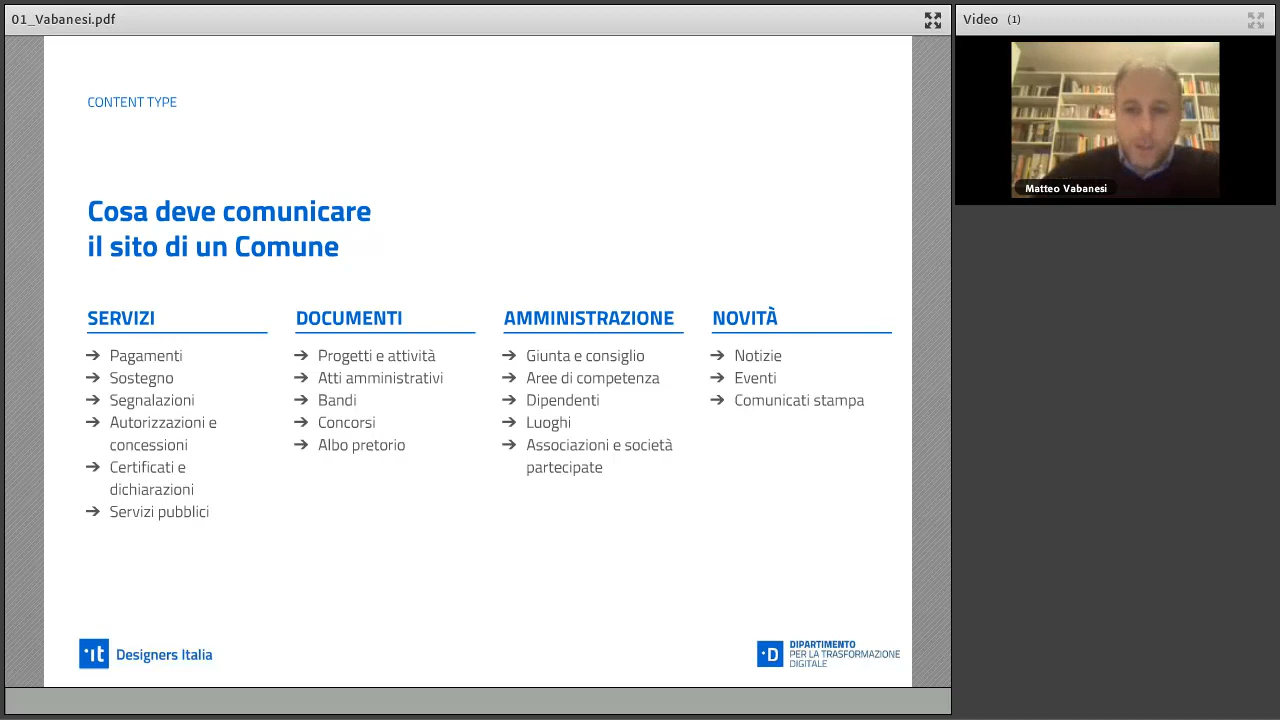 01_Vabanesi.pdf
Video (1)
CONTENT TYPE
Cosa deve comunicare
il sito di un Comune
SERVIZI
➔ Pagamenti
➔ Sostegno
➔ Segnalazioni
➔ Autorizzazioni e
concessioni
➔ Certificati e
dichiarazioni
➔ Servizi pubblici
DOCUMENTI
➔ Progetti e attività
➔ Atti amministrativi
➔ Bandi
➔ Concorsi
➔ Albo pretorio
AMMINISTRAZIONE
➔ Giunta e consiglio
➔ Aree di competenza
➔ Dipendenti
➔ Luoghi
➔ Associazioni e società
partecipate
NOVITÀ
➔ Notizie
➔ Eventi
➔ Comunicati stampa
Matteo Vabanesi
·it Designers Italia
·D DIPARTIMENTO
PER LA TRASFORMAZIONE
DIGITALE